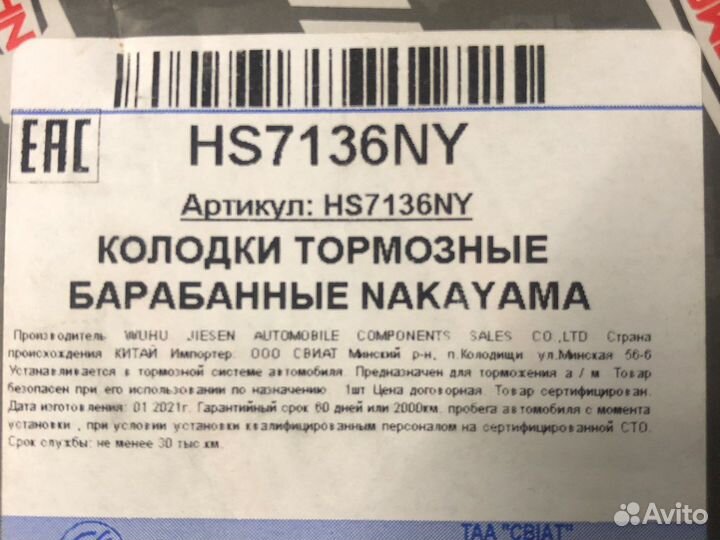 EAC
HS7136NY
Артикул: HS7136NY
КОЛОДКИ ТОРМОЗНЫЕ
БАРАБАННЫЕ NAKAYAMA
Производитель WUHU JIESEN AUTOMOBILE COMPONENTS SALES CO.,LTD Страна
происхождения КИТАЙ Импортер: ООО СВИАТ Минский р-н, п.Колодищи ул.Минская 56-6
Устанавливается в тормозной системе автомобиля. Предназначен для торможения а / м Товар
безопасен при его использовании по назначению. 1шт Цена договорная. Товар сертифицирован.
Дата изготовления: 01.2021г. Гарантийный срок 60 дней или 2000км. пробега автомобиля с момента
установки , при условии установки квалифицированным персоналом на сертифицированной СТО.
Срок службы: не менее 30 тыс.км.
ТАА "СВІАТ"
Avito